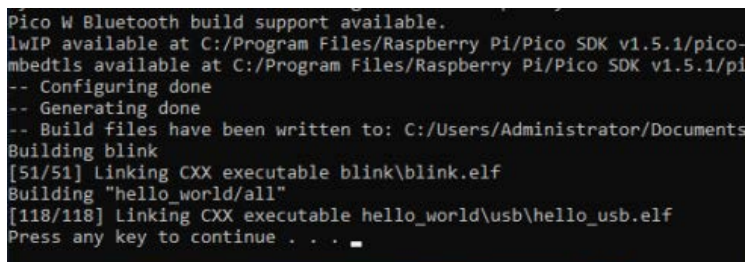 Pico W Bluetooth build support available.
lwIP available at C:/Program Files/Raspberry Pi/Pico SDK v1.5.1/pico-
mbedtls available at C:/Program Files/Raspberry Pi/Pico SDK v1.5.1/pi
-- Configuring done
-- Generating done
-- Build files have been written to: C:/Users/Administrator/Documents
Building blink
[51/51] Linking CXX executable blink\blink.elf
Building "hello_world/all"
[118/118] Linking CXX executable hello_world\usb\hello_usb.elf
Press any key to continue . . .